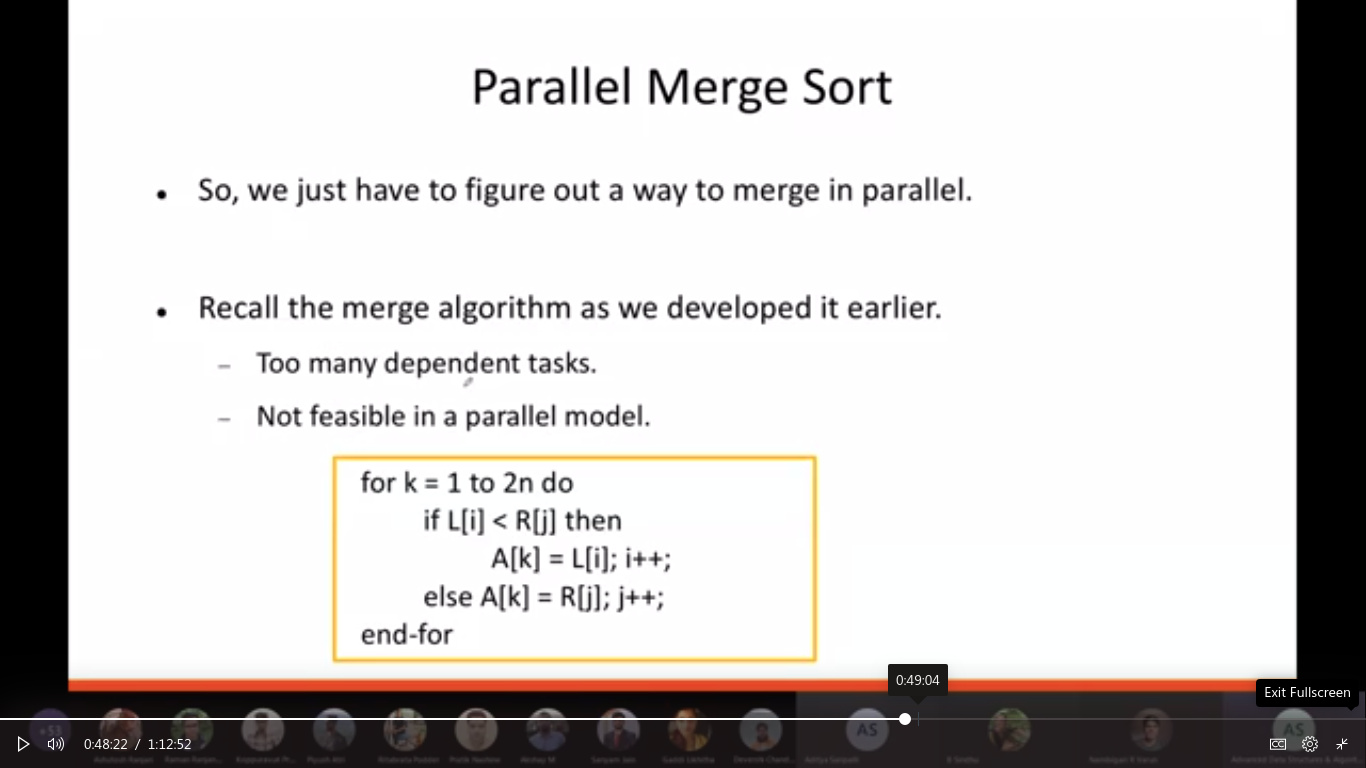 Parallel Merge Sort
• So, we just have to figure out a way to merge in parallel.
• Recall the merge algorithm as we developed it earlier.
– Too many dependent tasks.
– Not feasible in a parallel model.
for k = 1 to 2n do
if L[i] < R[j] then
A[k] = L[i]; i++;
else A[k] = R[j]; j++;
end-for
0:49:04
Exit Fullscreen
+53
AS
AS
0:48:22 / 1:12:52
CC